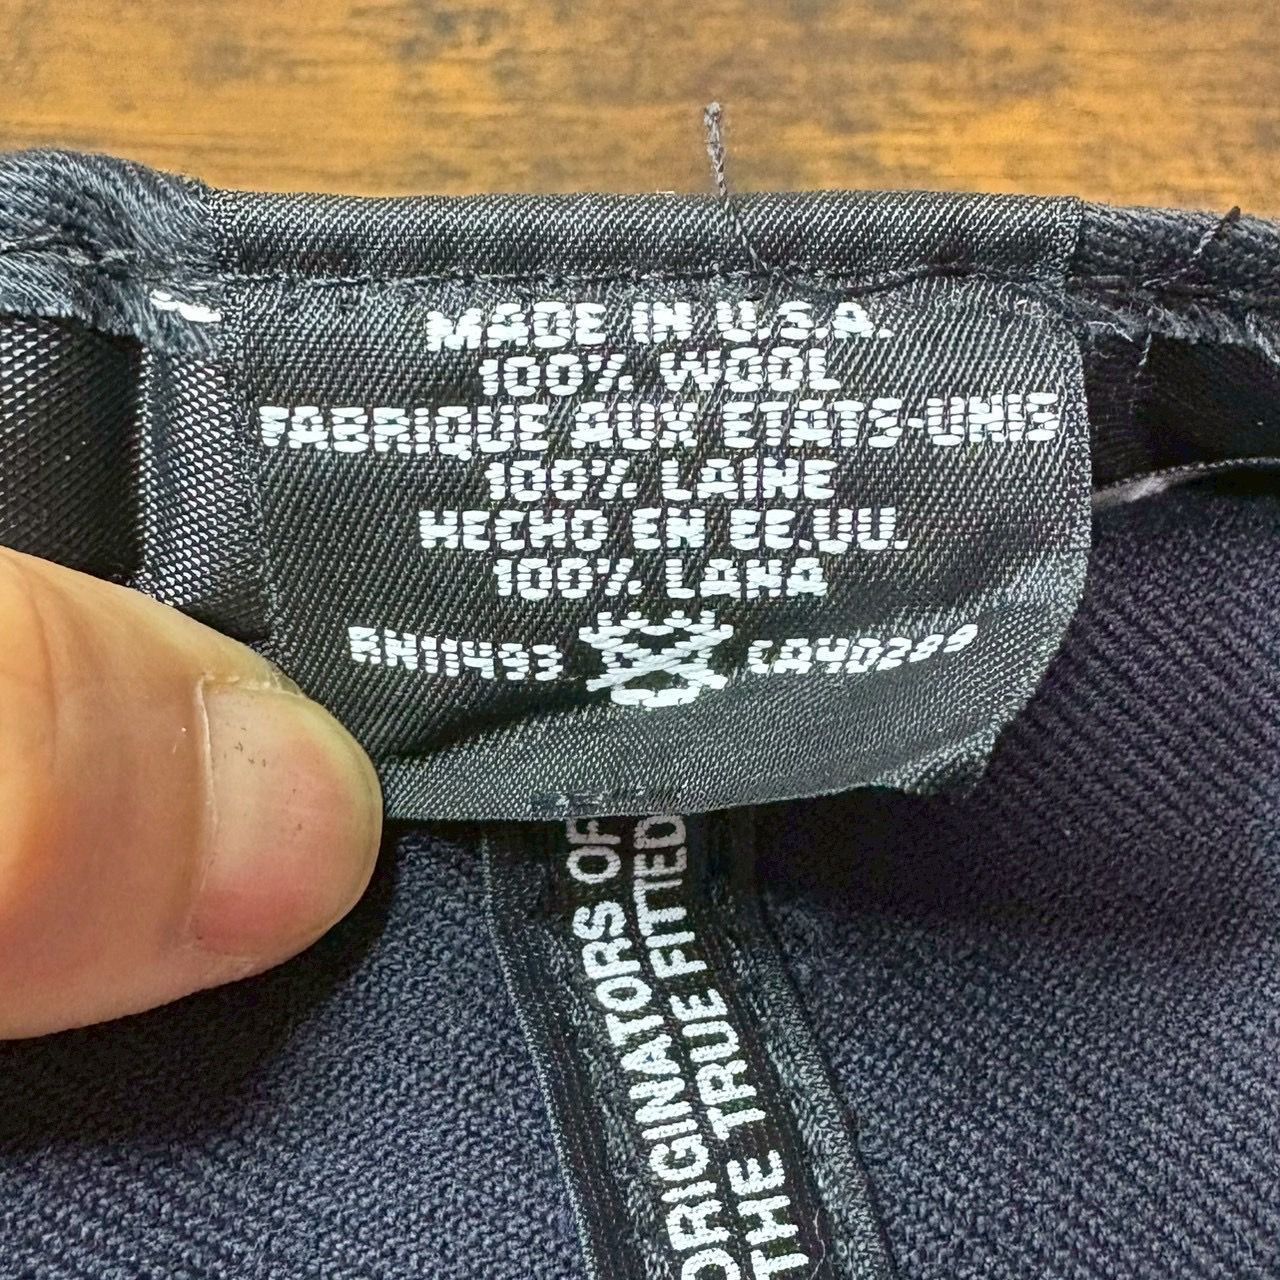 MADE IN U.S.A.
100% WOOL
FABRIQUE AUX ETATS-UNIS
100% LAINE
HECHO EN EE.UU.
100% LANA
RN11493 CA40289
ORIGINATORS OF
THE TRUE FITTED